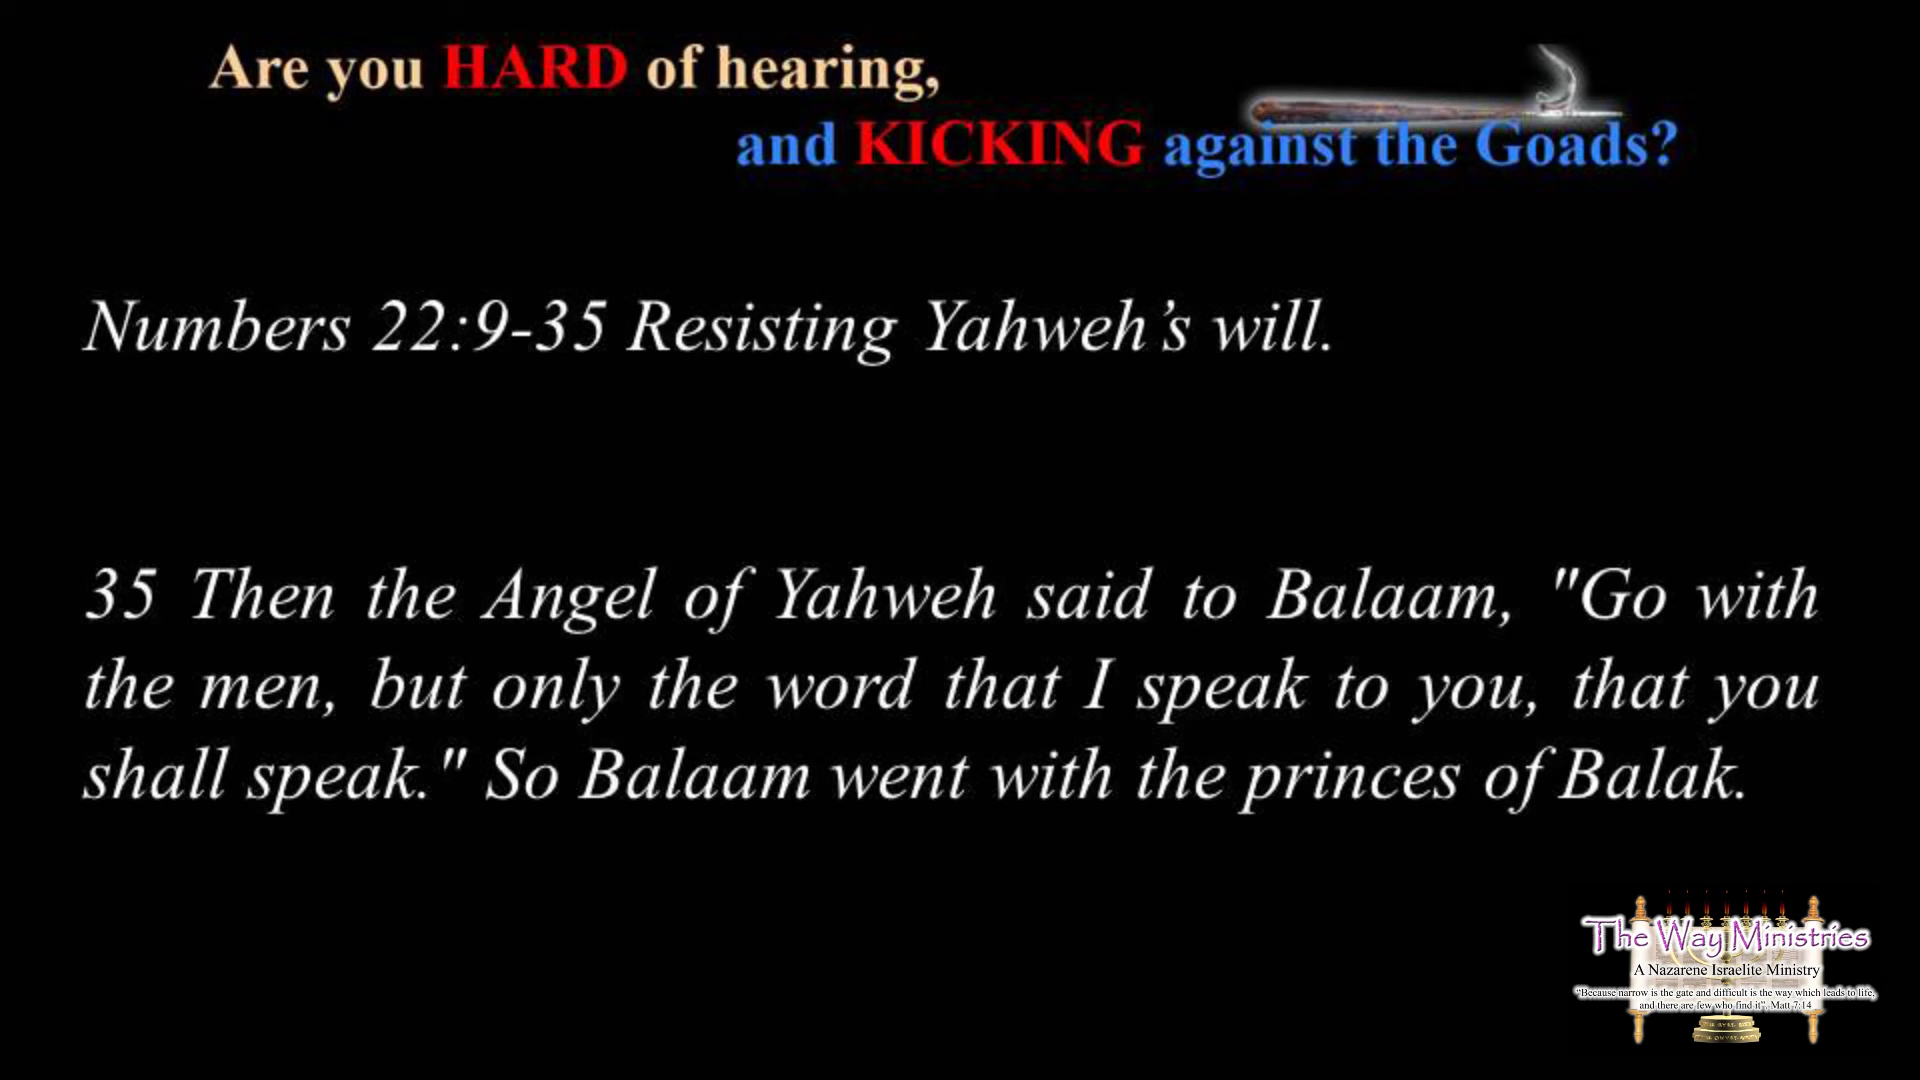 Are you HARD of hearing,
and KICKING against the Goads?
Numbers 22:9-35 Resisting Yahweh’s will.
35 Then the Angel of Yahweh said to Balaam, "Go with
the men, but only the word that I speak to you, that you
shall speak." So Balaam went with the princes of Balak.
The Way Ministries
A Nazarene Israelite Ministry
"Because narrow is the gate and difficult is the way which leads to life,
and there are few who find it". Matt 7:14